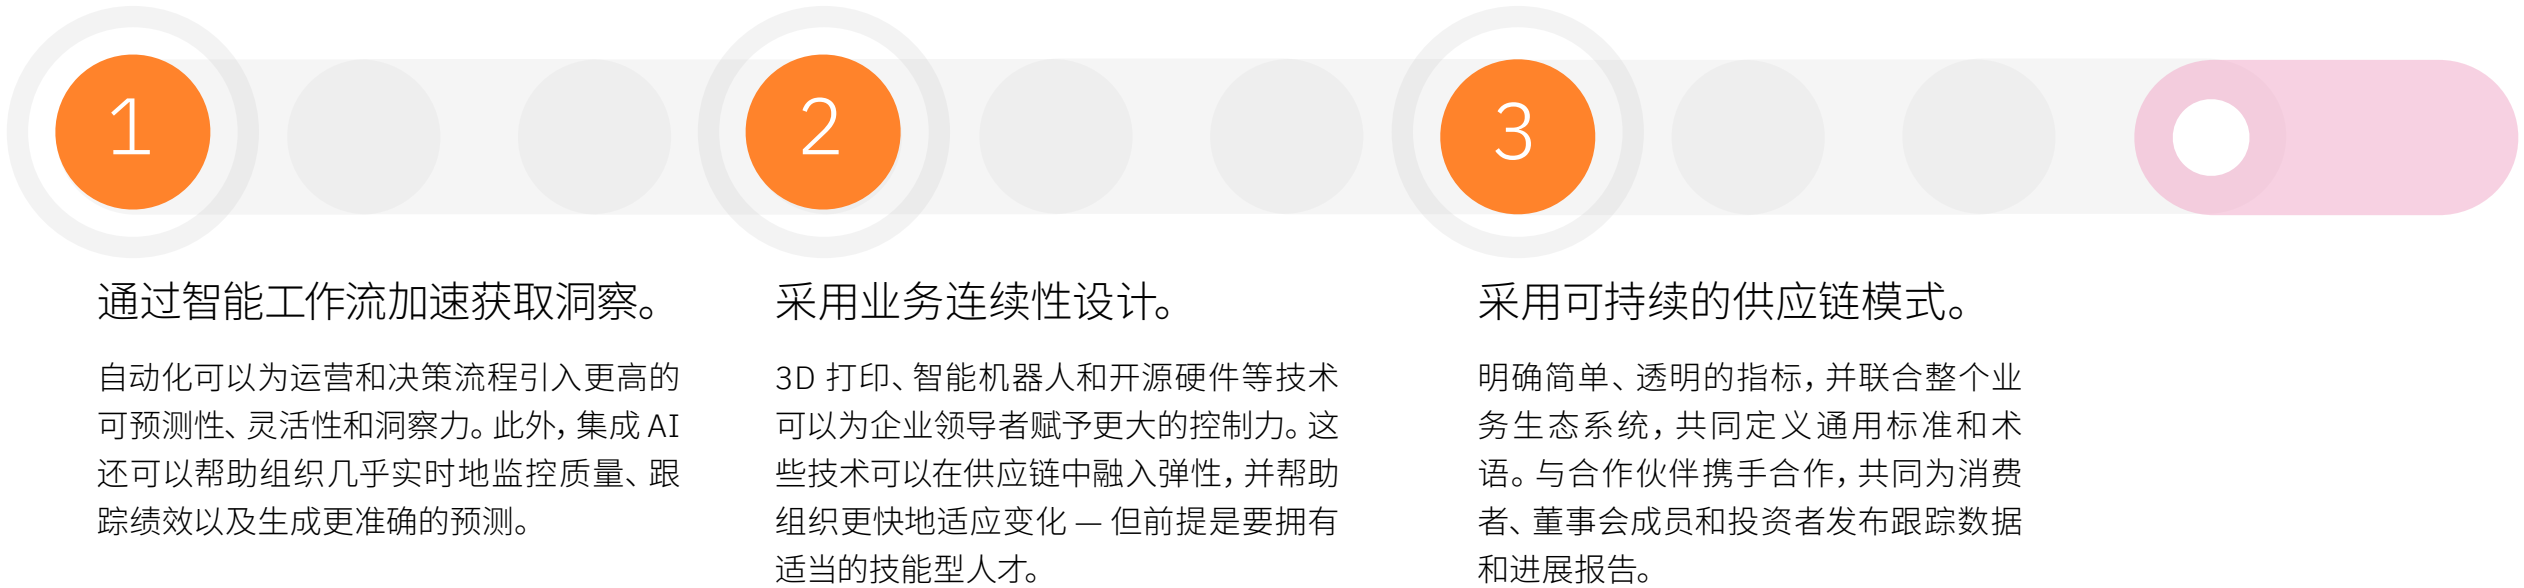 1
通过智能工作流加速获取洞察。
自动化可以为运营和决策流程引入更高的
可预测性、灵活性和洞察力。此外，集成 AI
还可以帮助组织几乎实时地监控质量、跟
踪绩效以及生成更准确的预测。
2
采用业务连续性设计。
3D 打印、智能机器人和开源硬件等技术
可以为企业领导者赋予更大的控制力。这
些技术可以在供应链中融入弹性，并帮助
组织更快地适应变化 — 但前提是要拥有
适当的技能型人才。
3
采用可持续的供应链模式。
明确简单、透明的指标，并联合整个业
务生态系统，共同定义通用标准和术
语。与合作伙伴携手合作，共同为消费
者、董事会成员和投资者发布跟踪数据
和进展报告。